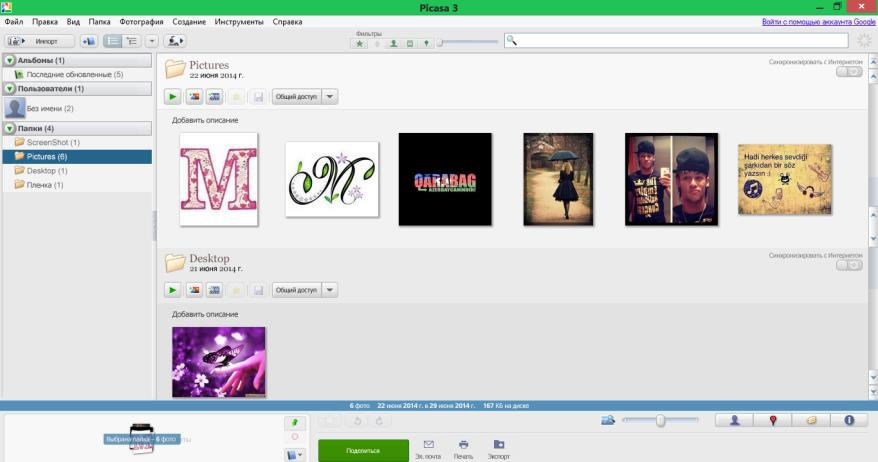 Picasa 3
Файл Правка Вид Папка Фотография Создание Инструменты Справка
Войти с помощью аккаунта Google
Импорт
Фильтры
Альбомы (1)
Последние обновленные (5)
Пользователи (1)
Без имени (2)
Папки (4)
ScreenShot (1)
Pictures (6)
Desktop (1)
Пленка (1)
Pictures
22 июня 2014 г.
Синхронизировать с Интернетом
Общий доступ
Добавить описание
M
M
QARABAG
AZERBAYCANINDIR!
Hadi herkes sevdiği
şarkıdan bir söz
yazsın :)
Desktop
21 июня 2014 г.
Синхронизировать с Интернетом
Общий доступ
Добавить описание
6 фото 22 июня 2014 г. в 29 июня 2014 г. 167 КБ на диске
Выбрана папка – 6 фото
Поделиться
Эл. почта
Печать
Экспорт